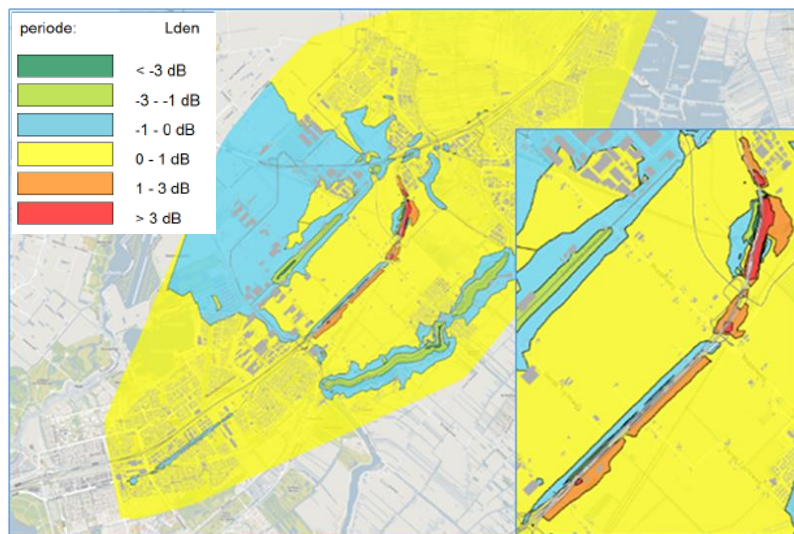 periode: Lden
< -3 dB
-3 - -1 dB
-1 - 0 dB
0 - 1 dB
1 - 3 dB
> 3 dB